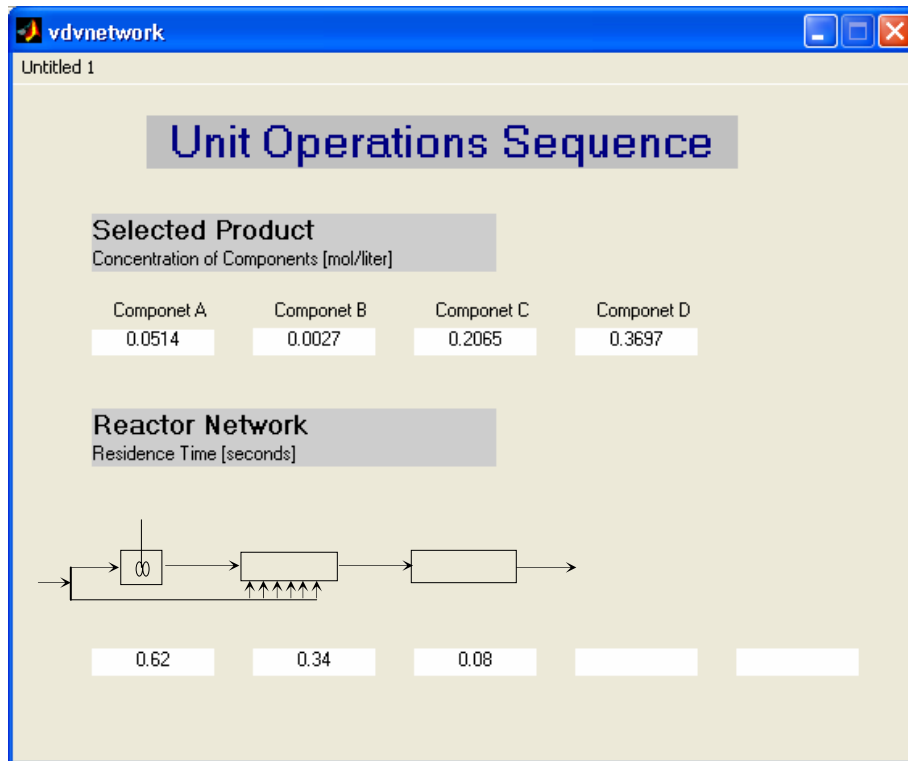 vdvnetwork
Untitled 1
Unit Operations Sequence
Selected Product
Concentration of Components [mol/liter]
Componet A Componet B Componet C Componet D
0.0514 0.0027 0.2065 0.3697
Reactor Network
Residence Time [seconds]
0.62 0.34 0.08